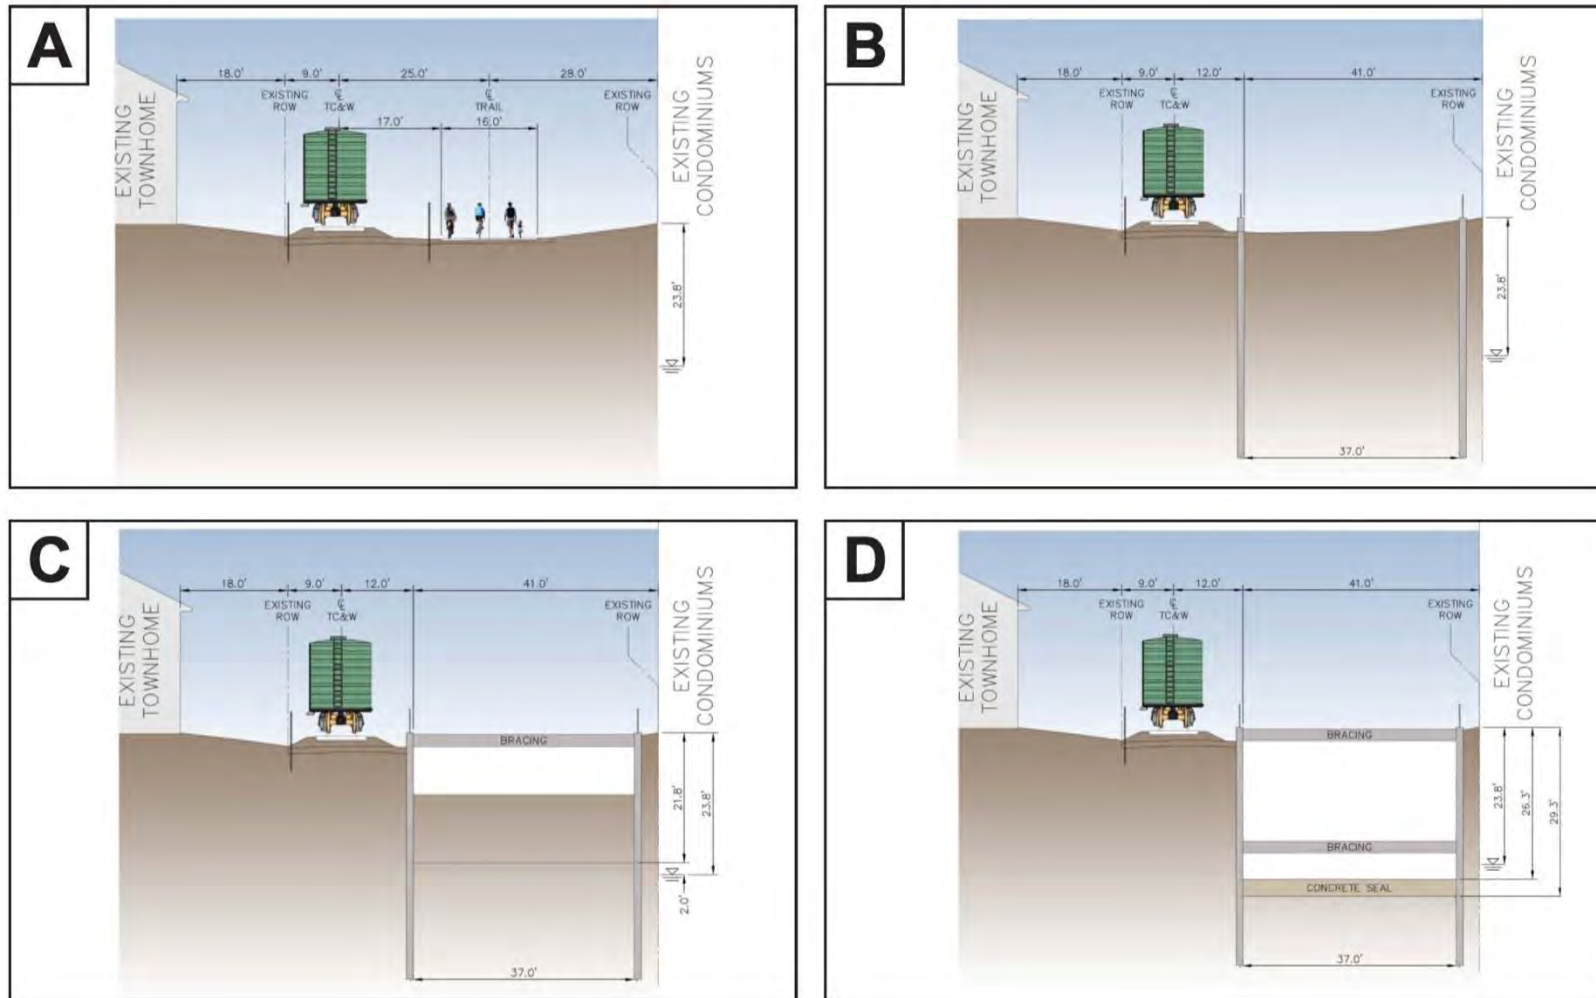 A
18.0'
9.0'
25.0'
28.0'
EXISTING
ROW
℄
TC&W
℄
TRAIL
EXISTING
ROW
17.0'
16.0'
EXISTING
TOWNHOME
EXISTING
CONDOMINIUMS
23.8'
B
18.0'
9.0'
12.0'
41.0'
EXISTING
ROW
℄
TC&W
EXISTING
ROW
EXISTING
TOWNHOME
EXISTING
CONDOMINIUMS
23.8'
37.0'
C
18.0'
9.0'
12.0'
41.0'
EXISTING
ROW
℄
TC&W
EXISTING
ROW
EXISTING
TOWNHOME
EXISTING
CONDOMINIUMS
BRACING
21.8'
23.8'
2.0'
37.0'
D
18.0'
9.0'
12.0'
41.0'
EXISTING
ROW
℄
TC&W
EXISTING
ROW
EXISTING
TOWNHOME
EXISTING
CONDOMINIUMS
BRACING
23.8'
26.3'
29.3'
BRACING
CONCRETE SEAL
37.0'